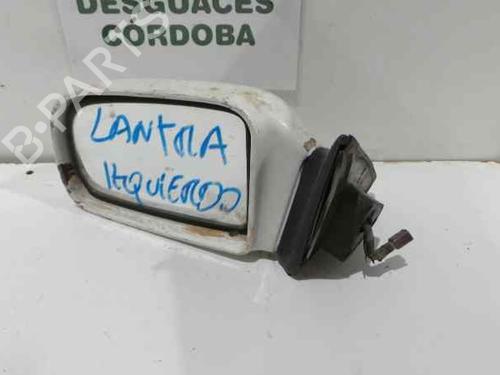 DESGUACES
CÓRDOBA
B-PARTS
LANTRA
IZQUIERDO